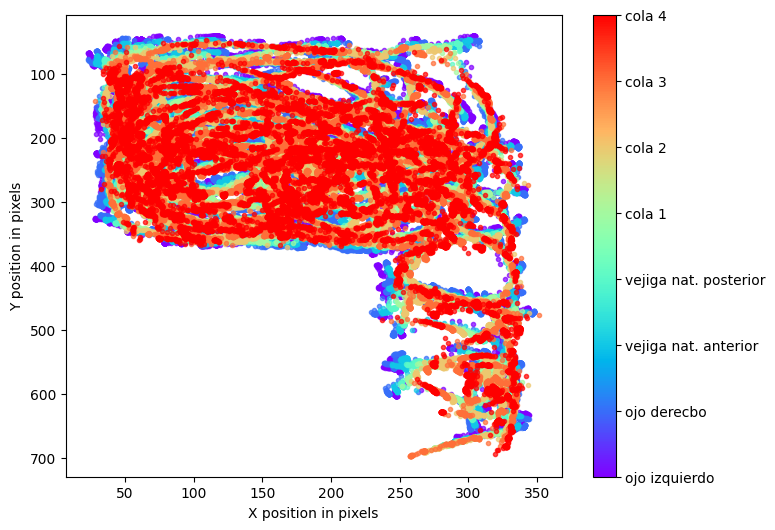 100
200
300
400
500
600
700
Y position in pixels
50
100
150
200
250
300
350
X position in pixels
cola 4
cola 3
cola 2
cola 1
vejiga nat. posterior
vejiga nat. anterior
ojo derecbo
ojo izquierdo